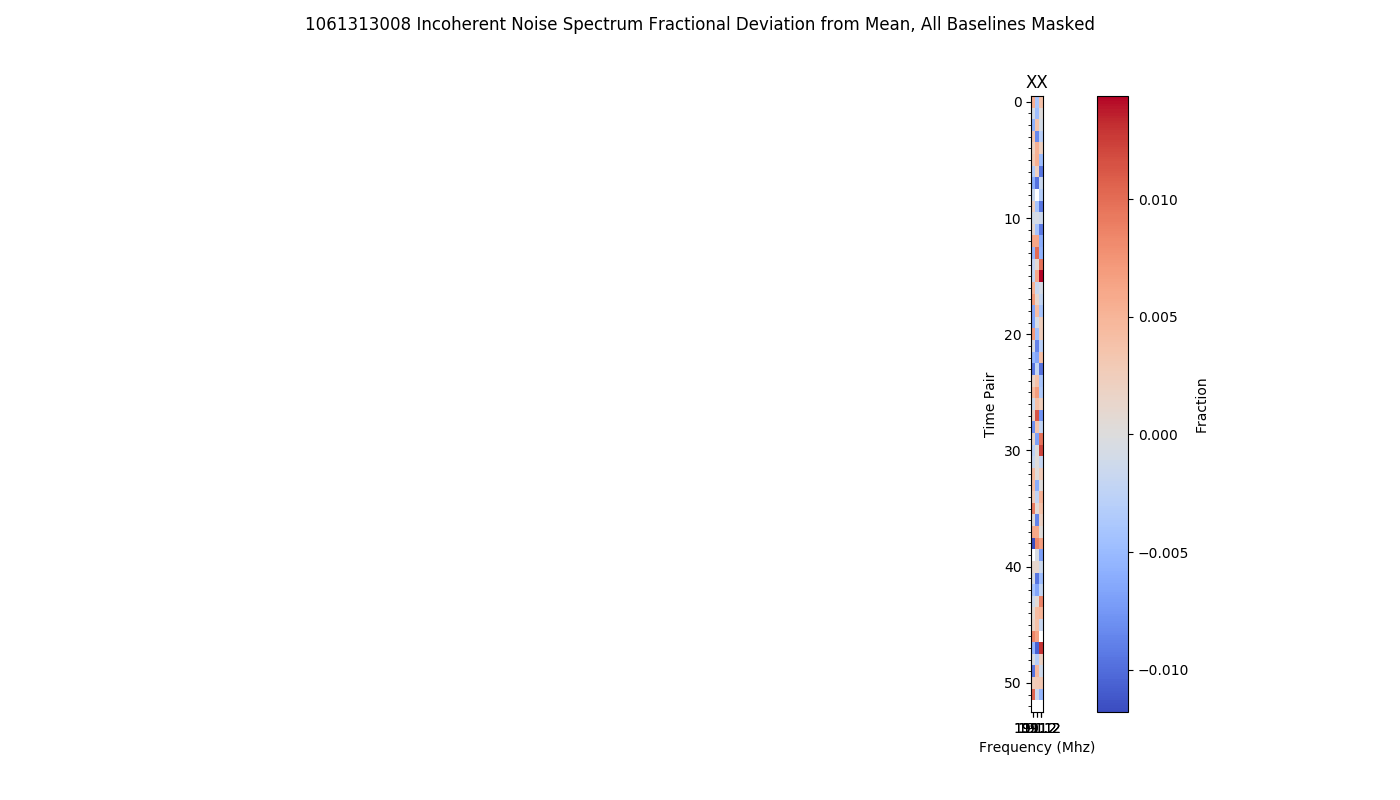 1061313008 Incoherent Noise Spectrum Fractional Deviation from Mean, All Baselines Masked
XX
0
10
20
30
40
50
Time Pair
Frequency (Mhz)
0.010
0.005
0.000
−0.005
−0.010
Fraction